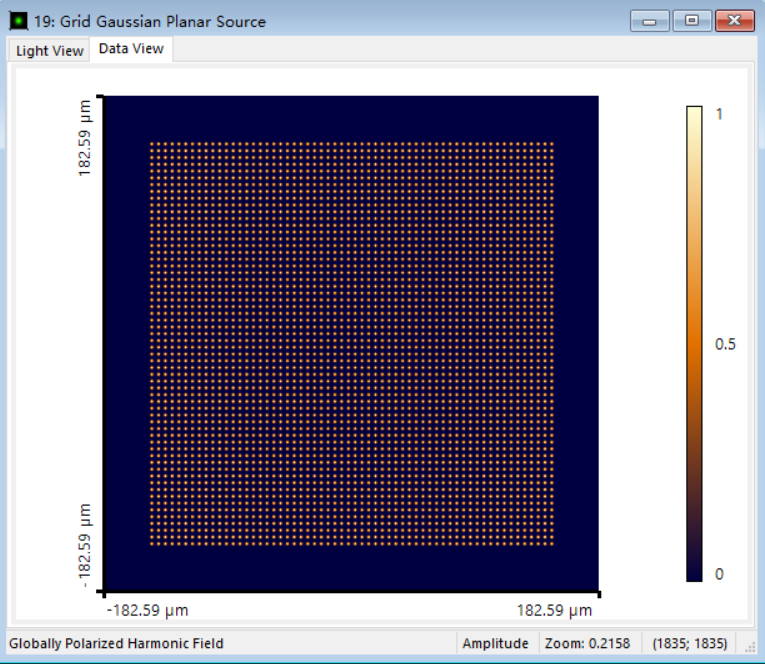 19: Grid Gaussian Planar Source
Light View
Data View
182.59 µm
-182.59 µm
-182.59 µm
182.59 µm
1
0.5
0
Globally Polarized Harmonic Field
Amplitude
Zoom: 0.2158
(1835; 1835)